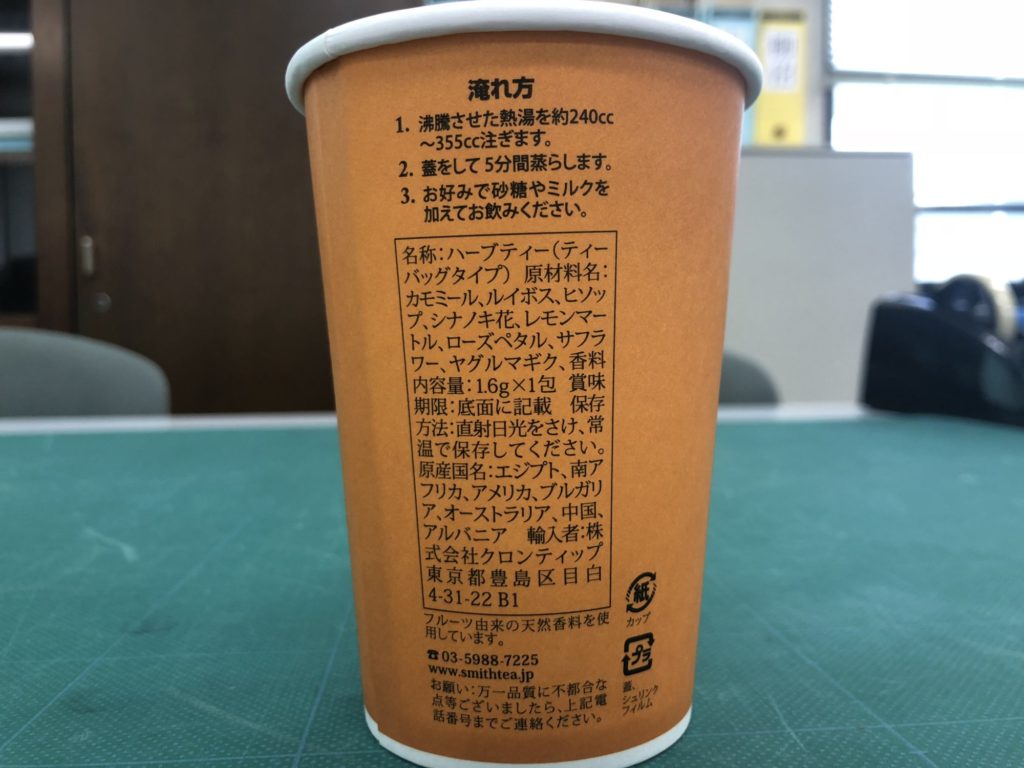 淹れ方
1. 沸騰させた熱湯を約240cc
～355cc注ぎます。
2. 蓋をして5分間蒸らします。
3. お好みで砂糖やミルクを
加えてお飲みください。
名称：ハーブティー（ティー
バッグタイプ） 原材料名：
カモミール、ルイボス、ヒソッ
プ、シナノキ花、レモンマー
トル、ローズペタル、サフラ
ワー、ヤグルマギク、香料
内容量：1.6g×1包 賞味
期限：底面に記載 保存
方法：直射日光をさけ、常
温で保存してください。
原産国名：エジプト、南ア
フリカ、アメリカ、ブルガリ
ア、オーストラリア、中国、
アルバニア 輸入者：株
式会社クロンティップ
東京都豊島区目白
4-31-22 B1
フルーツ由来の天然香料を使
用しています。
☎03-5988-7225
www.smithtea.jp
お願い：万一品質に不都合な
点等ございましたら、上記電
話番号までご連絡ください。
紙
カップ
プラ
蓋、
シュリンク
フィルム